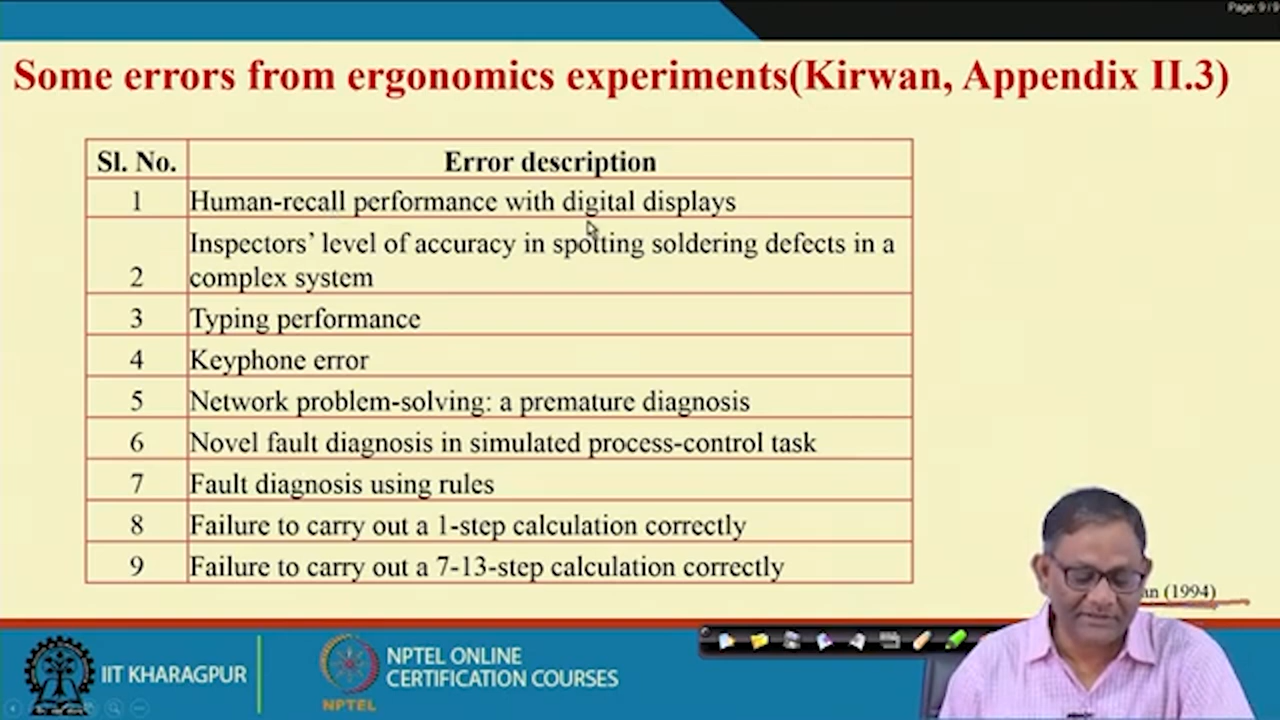 Page: 9 / 9
Some errors from ergonomics experiments(Kirwan, Appendix II.3)
Sl. No. Error description
1 Human-recall performance with digital displays
Inspectors' level of accuracy in spotting soldering defects in a
2 complex system
3 Typing performance
4 Keyphone error
5 Network problem-solving: a premature diagnosis
6 Novel fault diagnosis in simulated process-control task
7 Fault diagnosis using rules
8 Failure to carry out a 1-step calculation correctly
9 Failure to carry out a 7-13-step calculation correctly
(1994)
IIT KHARAGPUR
NPTEL ONLINE
CERTIFICATION COURSES
NPTEL